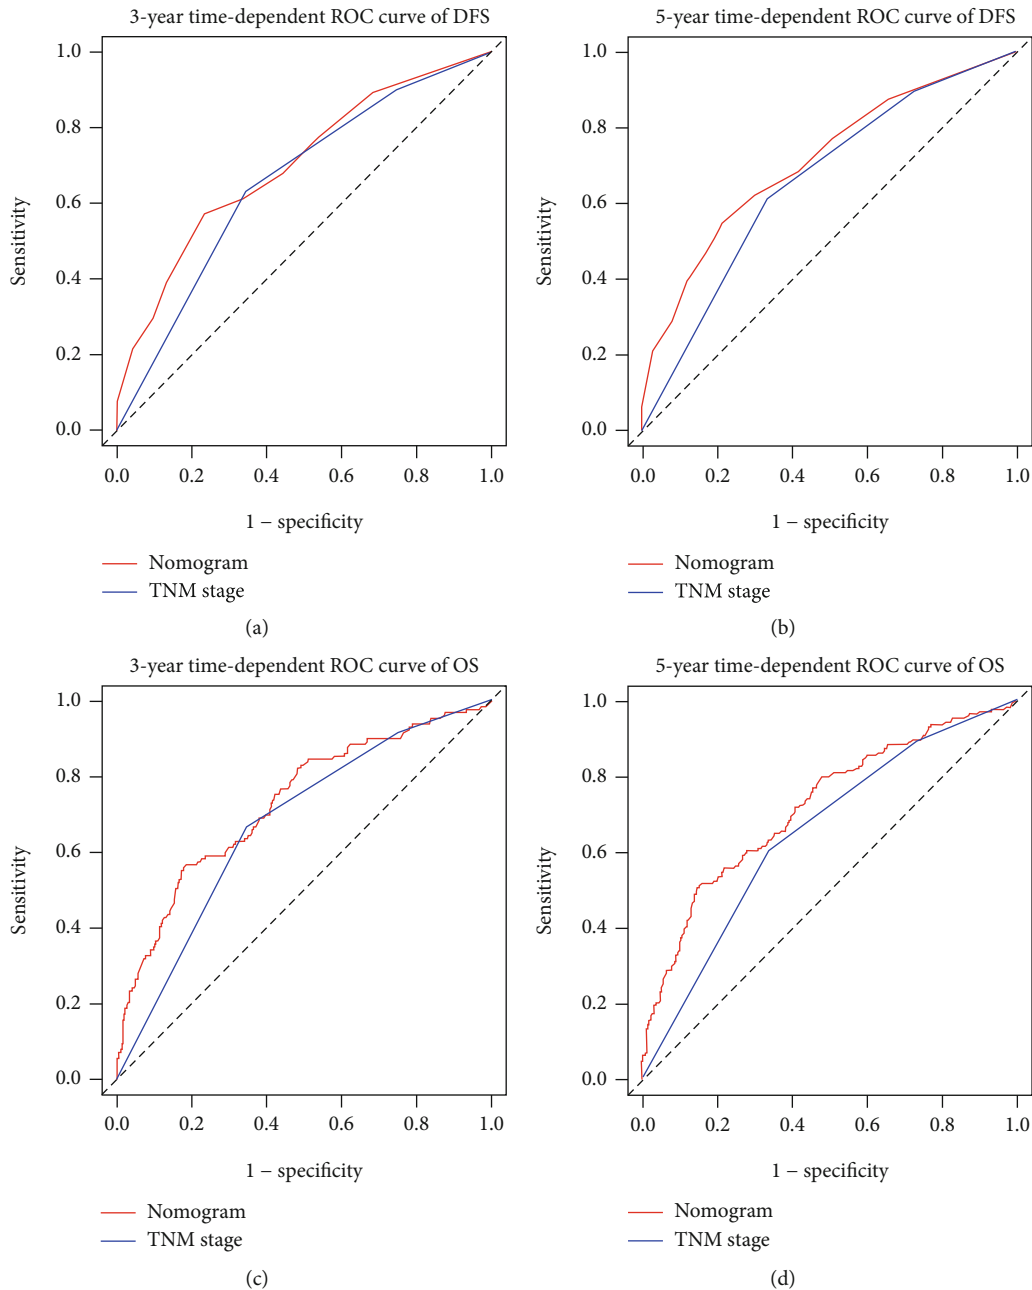 3-year time-dependent ROC curve of DFS
1.0
0.8
0.6
0.4
0.2
0.0
Sensitivity
0.0 0.2 0.4 0.6 0.8 1.0
1 − specificity
Nomogram
TNM stage
(a)
5-year time-dependent ROC curve of DFS
1.0
0.8
0.6
0.4
0.2
0.0
Sensitivity
0.0 0.2 0.4 0.6 0.8 1.0
1 − specificity
Nomogram
TNM stage
(b)
3-year time-dependent ROC curve of OS
1.0
0.8
0.6
0.4
0.2
0.0
Sensitivity
0.0 0.2 0.4 0.6 0.8 1.0
1 − specificity
Nomogram
TNM stage
(c)
5-year time-dependent ROC curve of OS
1.0
0.8
0.6
0.4
0.2
0.0
Sensitivity
0.0 0.2 0.4 0.6 0.8 1.0
1 − specificity
Nomogram
TNM stage
(d)